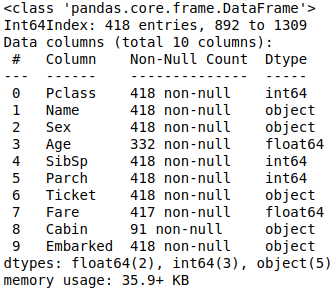 <class 'pandas.core.frame.DataFrame'>
Int64Index: 418 entries, 892 to 1309
Data columns (total 10 columns):
 #   Column    Non-Null Count  Dtype
---  ------    --------------  -----
 0   Pclass    418 non-null    int64
 1   Name      418 non-null    object
 2   Sex       418 non-null    object
 3   Age       332 non-null    float64
 4   SibSp     418 non-null    int64
 5   Parch     418 non-null    int64
 6   Ticket    418 non-null    object
 7   Fare      417 non-null    float64
 8   Cabin     91 non-null     object
 9   Embarked  418 non-null    object
dtypes: float64(2), int64(3), object(5)
memory usage: 35.9+ KB